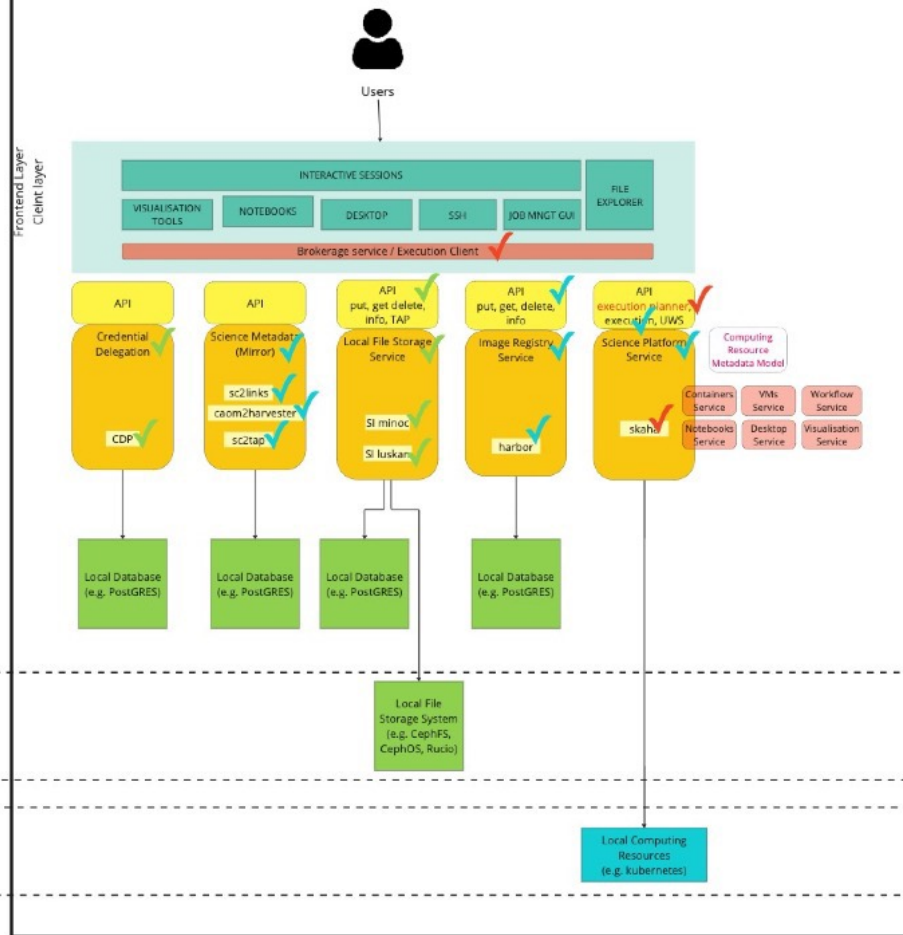 Users
Frontend Layer
Cleint layer
INTERACTIVE SESSIONS
FILE
EXPLORER
VISUALISATION
TOOLS
NOTEBOOKS
DESKTOP
SSH
JOB MNGT GUI
Brokerage service / Execution Client
API
API
API
put, get delete,
info, TAP
API
put, get, delete,
info
API
execution planner,
execution, UWS
Credential
Delegation
CDP
Science Metadata
(Mirror)
sc2links
caom2harvester
sc2tap
Local File Storage
Service
SI minoc
SI luskan
Image Registry
Service
harbor
Science Platform
Service
skaha
Computing
Resource
Metadata Model
Containers
Service
VMs
Service
Workflow
Service
Notebooks
Service
Desktop
Service
Visualisation
Service
Local Database
(e.g. PostGRES)
Local Database
(e.g. PostGRES)
Local Database
(e.g. PostGRES)
Local Database
(e.g. PostGRES)
Local File
Storage System
(e.g. CephFS,
CephOS, Rucio)
Local Computing
Resources
(e.g. kubernetes)